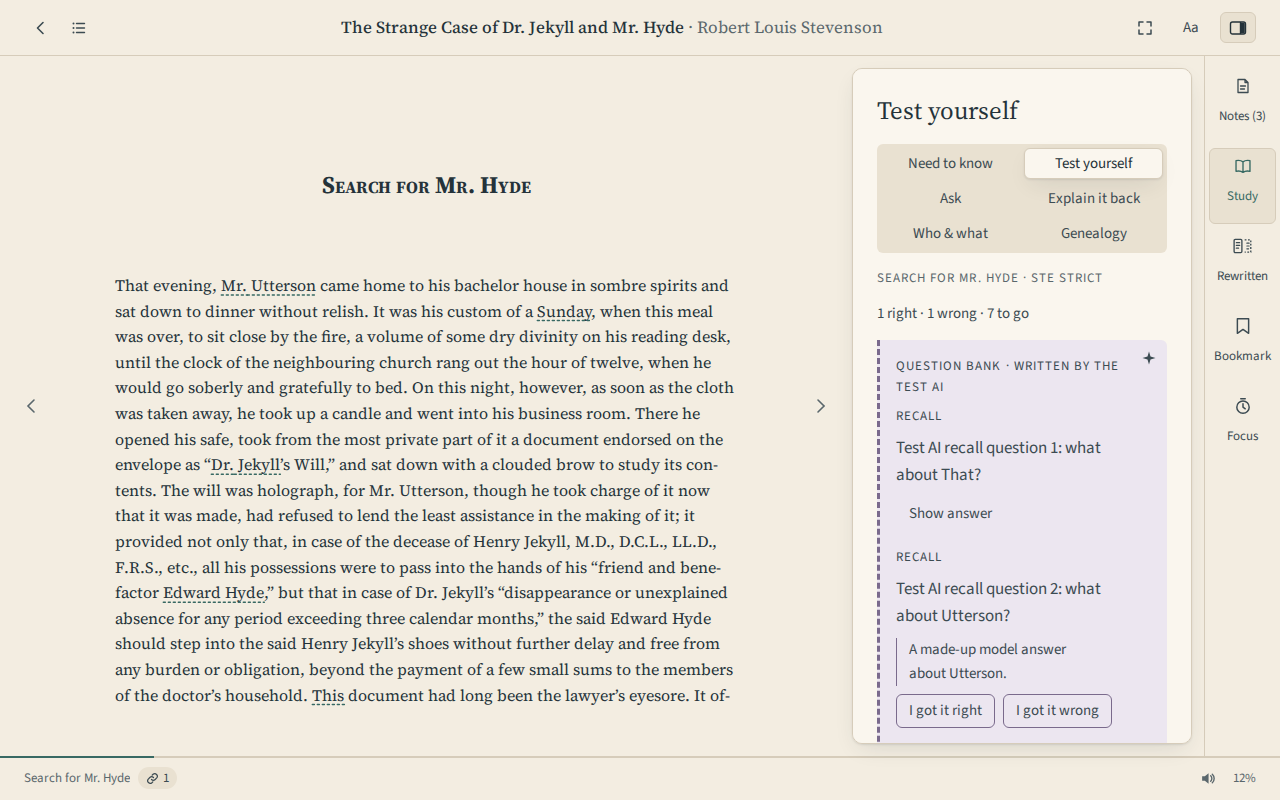 The Strange Case of Dr. Jekyll and Mr. Hyde · Robert Louis Stevenson
Aa
Search for Mr. Hyde
That evening, Mr. Utterson came home to his bachelor house in sombre spirits and
sat down to dinner without relish. It was his custom of a Sunday, when this meal
was over, to sit close by the fire, a volume of some dry divinity on his reading desk,
until the clock of the neighbouring church rang out the hour of twelve, when he
would go soberly and gratefully to bed. On this night, however, as soon as the cloth
was taken away, he took up a candle and went into his business room. There he
opened his safe, took from the most private part of it a document endorsed on the
envelope as “Dr. Jekyll’s Will,” and sat down with a clouded brow to study its con-
tents. The will was holograph, for Mr. Utterson, though he took charge of it now
that it was made, had refused to lend the least assistance in the making of it; it
provided not only that, in case of the decease of Henry Jekyll, M.D., D.C.L., LL.D.,
F.R.S., etc., all his possessions were to pass into the hands of his “friend and bene-
factor Edward Hyde,” but that in case of Dr. Jekyll’s “disappearance or unexplained
absence for any period exceeding three calendar months,” the said Edward Hyde
should step into the said Henry Jekyll’s shoes without further delay and free from
any burden or obligation, beyond the payment of a few small sums to the members
of the doctor’s household. This document had long been the lawyer’s eyesore. It of-
Test yourself
Need to know
Test yourself
Ask
Explain it back
Who & what
Genealogy
SEARCH FOR MR. HYDE · STE STRICT
1 right · 1 wrong · 7 to go
QUESTION BANK · WRITTEN BY THE
TEST AI
RECALL
Test AI recall question 1: what
about That?
Show answer
RECALL
Test AI recall question 2: what
about Utterson?
A made-up model answer
about Utterson.
I got it right
I got it wrong
Notes (3)
Study
Rewritten
Bookmark
Focus
Search for Mr. Hyde
1
12%